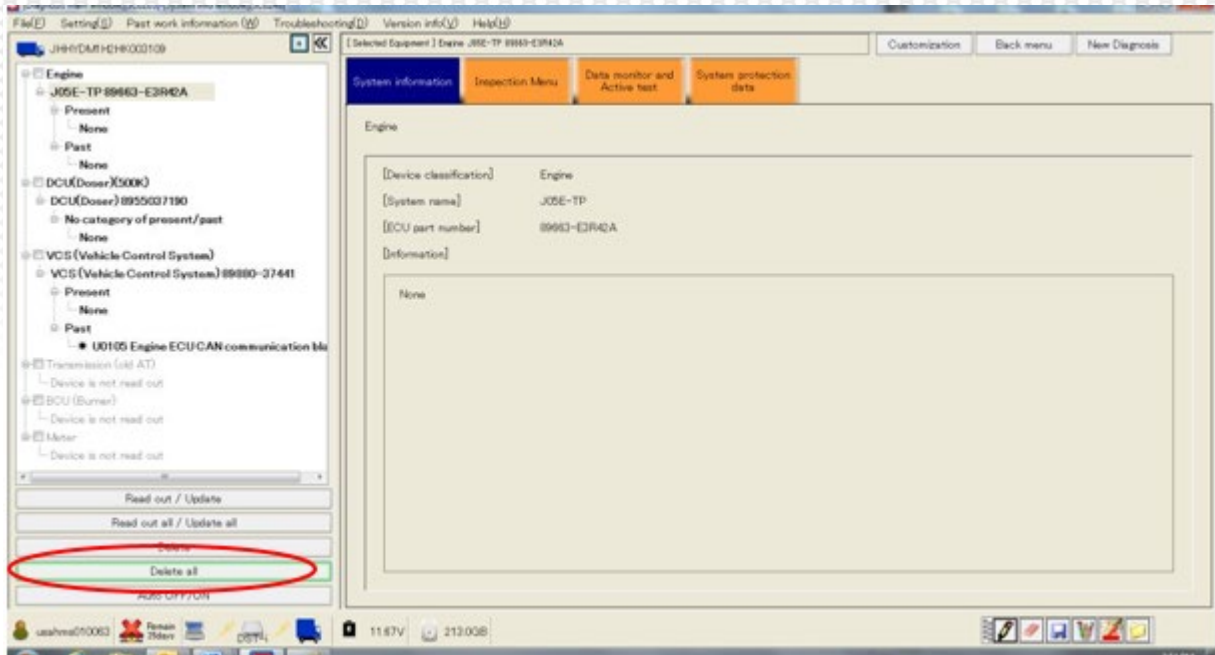 File(F) Setting(S) Past work information (W) Troubleshooting(D) Version info(V) Help(H)
[ Selected Equipment ] Engine J05E-TP 89663-E3R42A
Customization Back menu New Diagnosis
Engine
J05E-TP 89663-E3R42A
Present
None
Past
None
DCU(Doser)(500K)
DCU(Doser) 8955037190
No category of present/past
None
VCS (Vehicle Control System)
VCS (Vehicle Control System) 89880-37441
Present
None
Past
U0105 Engine ECU CAN communication bla
Transmission (old AT)
Device is not read out
BCU (Burner)
Device is not read out
Meter
Device is not read out
Read out / Update
Read out all / Update all
Delete
Delete all
Auto OFF/ON
System information
Inspection Menu
Data monitor and
Active test
System protection
data
Engine
[Device classification] Engine
[System name] J05E-TP
[ECU part number] 89663-E3R42A
[Information]
None
usahms010063
Remain
DST-i
11.67V
213.0GB